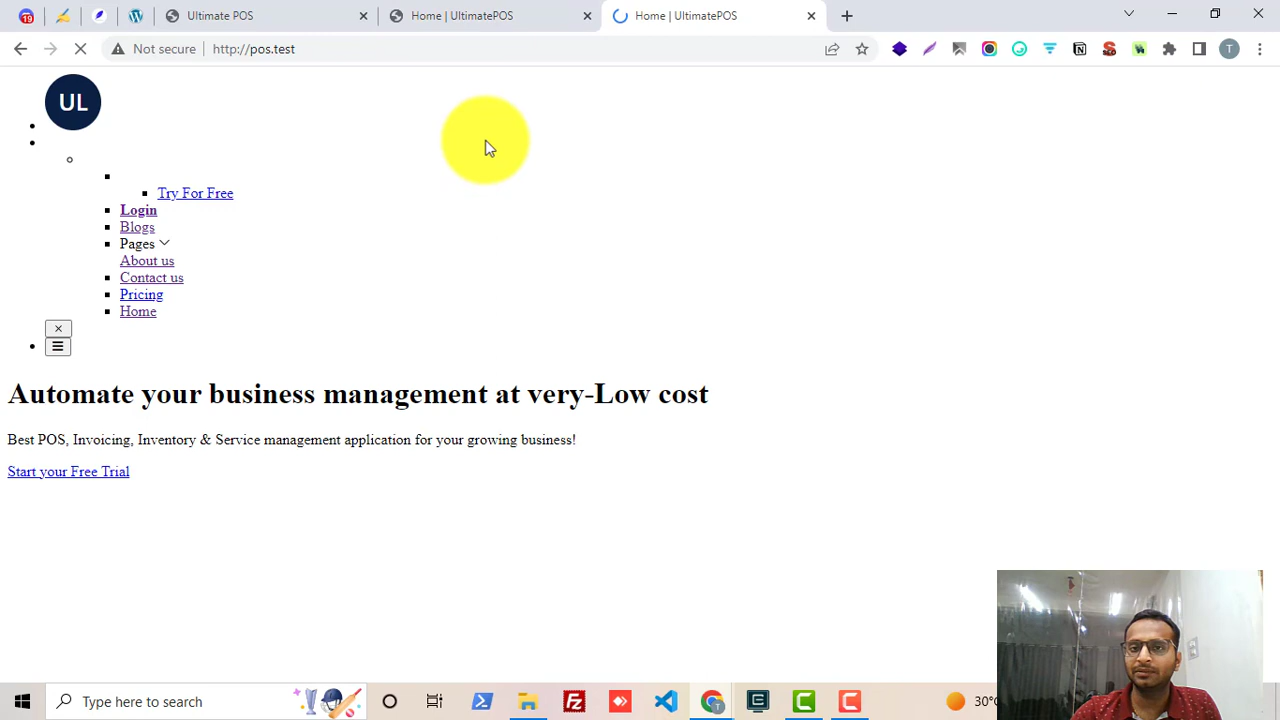 19
Ultimate POS
Home | UltimatePOS
Home | UltimatePOS
Not secure
http://pos.test
T
UL
Try For Free
Login
Blogs
Pages
About us
Contact us
Pricing
Home
×
Automate your business management at very-Low cost
Best POS, Invoicing, Inventory & Service management application for your growing business!
Start your Free Trial
Type here to search
30°